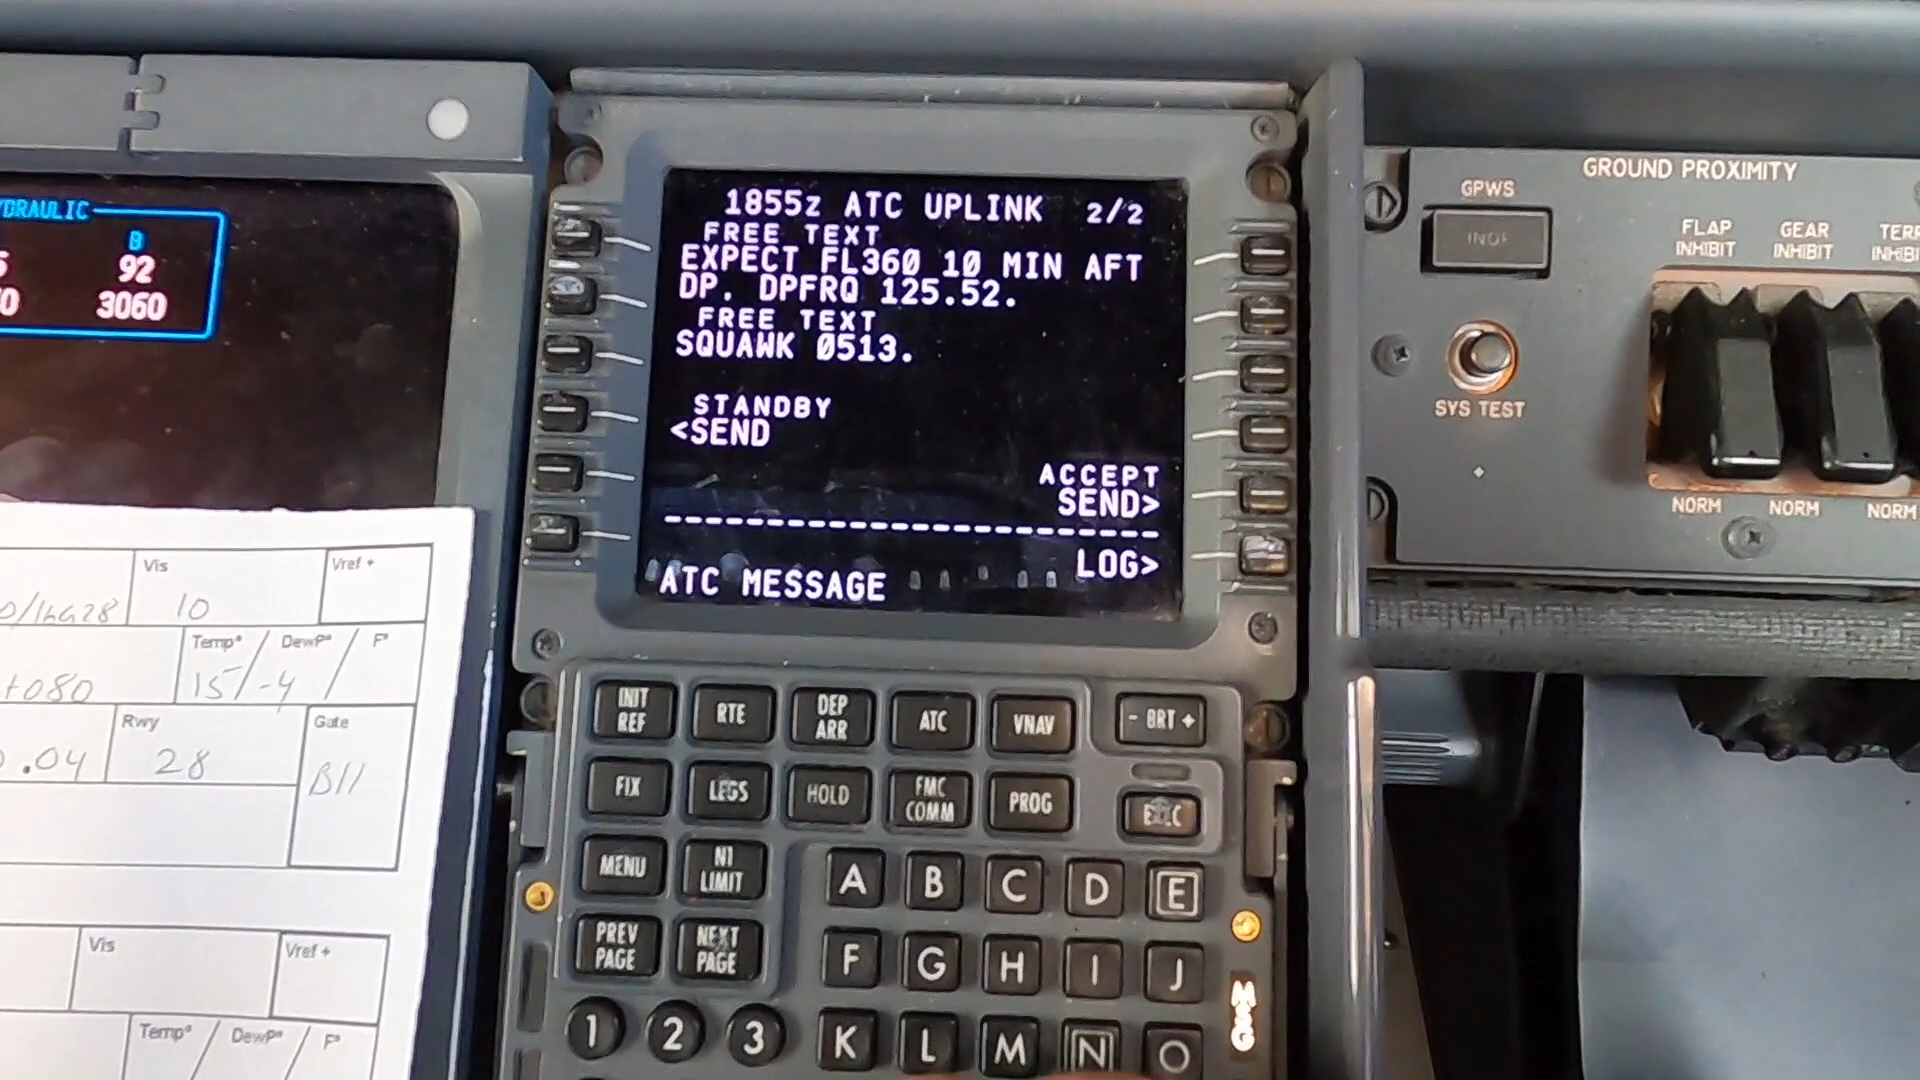 B
92
3060
1855z ATC UPLINK 2/2
FREE TEXT
EXPECT FL360 10 MIN AFT
DP. DPFRQ 125.52.
FREE TEXT
SQUAWK 0513.
STANDBY
<SEND
ACCEPT
SEND>
------------------------
LOG>
ATC MESSAGE
GROUND PROXIMITY
GPWS
INOP
FLAP
INHIBIT
GEAR
INHIBIT
SYS TEST
NORM
NORM
NORM
Vis
Vref +
10
Temp° / DewP° / F°
15/-4
Rwy
Gate
.04
28
B11
Vis
Vref +
Temp° / DewP° / F°
INIT REF
RTE
DEP ARR
ATC
VNAV
- BRT +
FIX
LEGS
HOLD
FMC COMM
PROG
EXEC
MENU
N1 LIMIT
A B C D E
PREV PAGE
NEXT PAGE
F G H I J
1 2 3
K L M N O
MSG